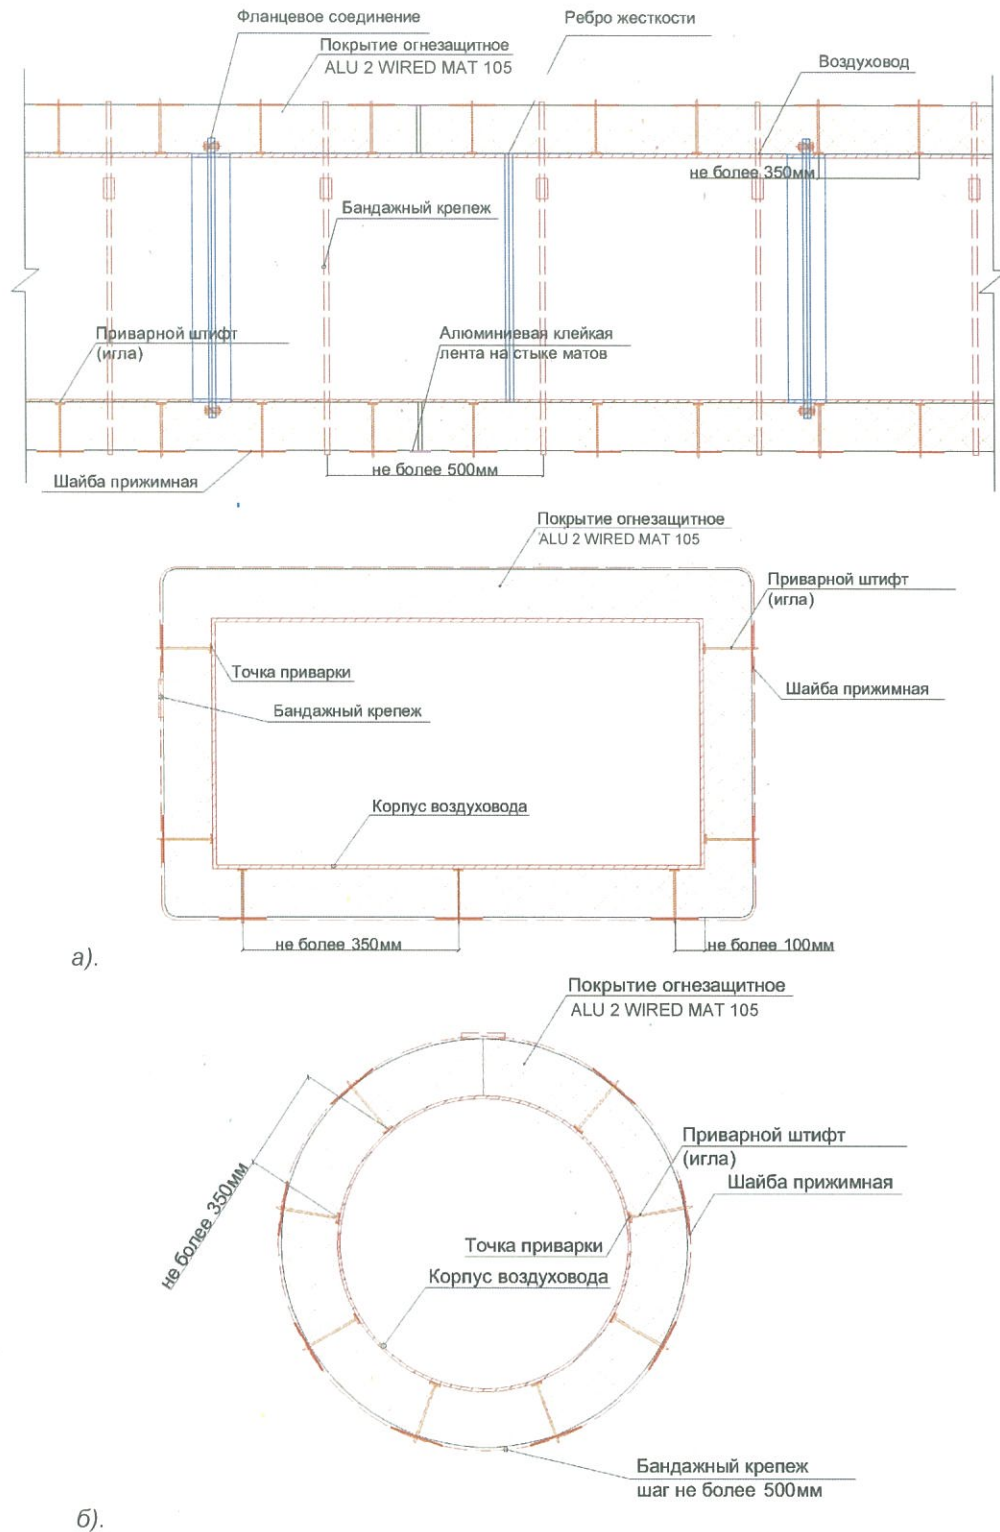 Фланцевое соединение
Ребро жесткости
Покрытие огнезащитное
ALU 2 WIRED MAT 105
Воздуховод
не более 350мм
Бандажный крепеж
Приварной штифт
(игла)
Алюминиевая клейкая
лента на стыке матов
не более 500мм
Шайба прижимная
Покрытие огнезащитное
ALU 2 WIRED MAT 105
Приварной штифт
(игла)
Точка приварки
Шайба прижимная
Бандажный крепеж
Корпус воздуховода
не более 350мм
не более 100мм
а).
Покрытие огнезащитное
ALU 2 WIRED MAT 105
Приварной штифт
(игла)
Шайба прижимная
не более 350мм
Точка приварки
Корпус воздуховода
Бандажный крепеж
шаг не более 500мм
б).